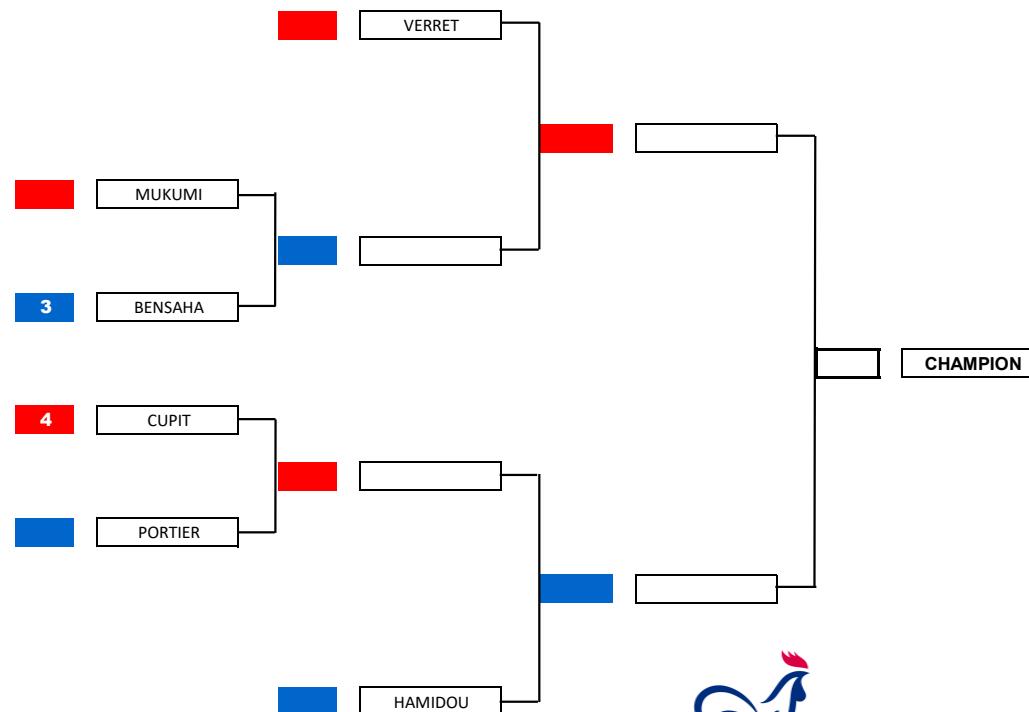 VERRET
MUKUMI
3 BENSAHA
CHAMPION
4 CUPIT
PORTIER
HAMIDOU